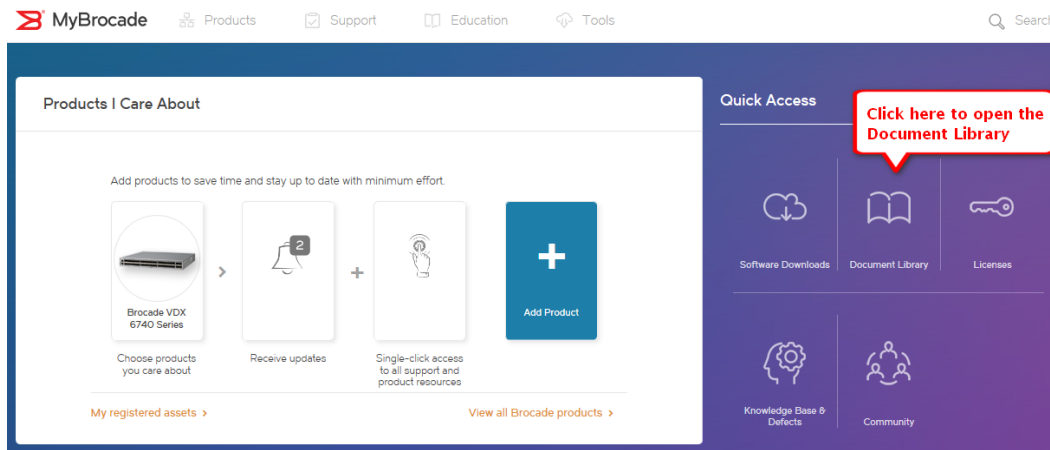 MyBrocade
Products
Support
Education
Tools
Search
Products I Care About
Add products to save time and stay up to date with minimum effort.
Brocade VDX
6740 Series
2
+
+
Add Product
Choose products
you care about
Receive updates
Single-click access
to all support and
product resources
My registered assets >
View all Brocade products >
Quick Access
Click here to open the
Document Library
Software Downloads
Document Library
Licenses
Knowledge Base &
Defects
Community